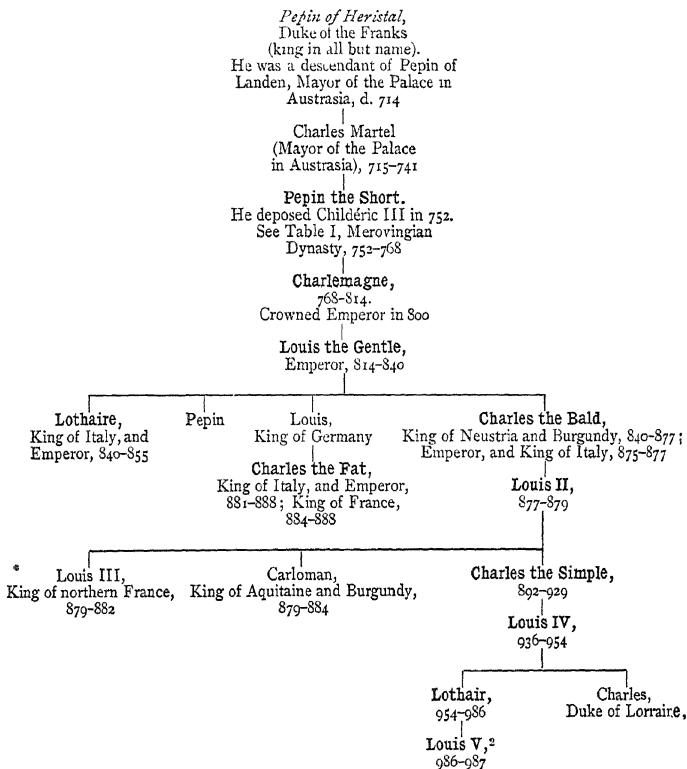 Pepin of Heristal,
Duke of the Franks
(king in all but name).
He was a descendant of Pepin of
Landen, Mayor of the Palace in
Austrasia, d. 714
Charles Martel
(Mayor of the Palace
in Austrasia), 715-741
Pepin the Short.
He deposed Childéric III in 752.
See Table I, Merovingian
Dynasty, 752-768
Charlemagne,
768-814.
Crowned Emperor in 800
Louis the Gentle,
Emperor, 814-840
Lothaire,
King of Italy, and
Emperor, 840-855
Pepin
Louis,
King of Germany
Charles the Fat,
King of Italy, and Emperor,
881-888; King of France,
884-888
Charles the Bald,
King of Neustria and Burgundy, 840-877;
Emperor, and King of Italy, 875-877
Louis II,
877-879
Louis III,
King of northern France,
879-882
Carloman,
King of Aquitaine and Burgundy,
879-884
Charles the Simple,
892-929
Louis IV,
936-954
Lothair,
954-986
Louis V,²
986-987
Charles,
Duke of Lorraine,